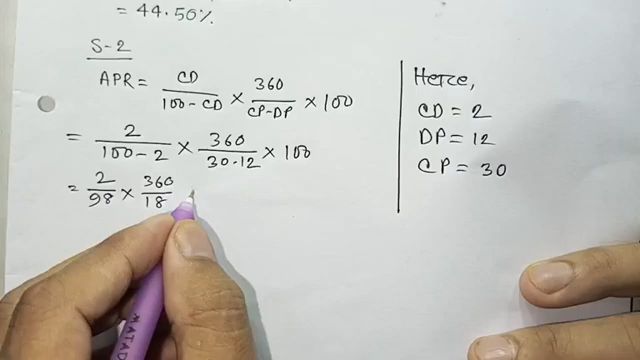 = 44.50%
S-2
APR = CD/100-CD × 360/CP-DP × 100
= 2/100-2 × 360/30-12 × 100
= 2/98 × 360/18
CD = 2
DP = 12
CP = 30
MATAD